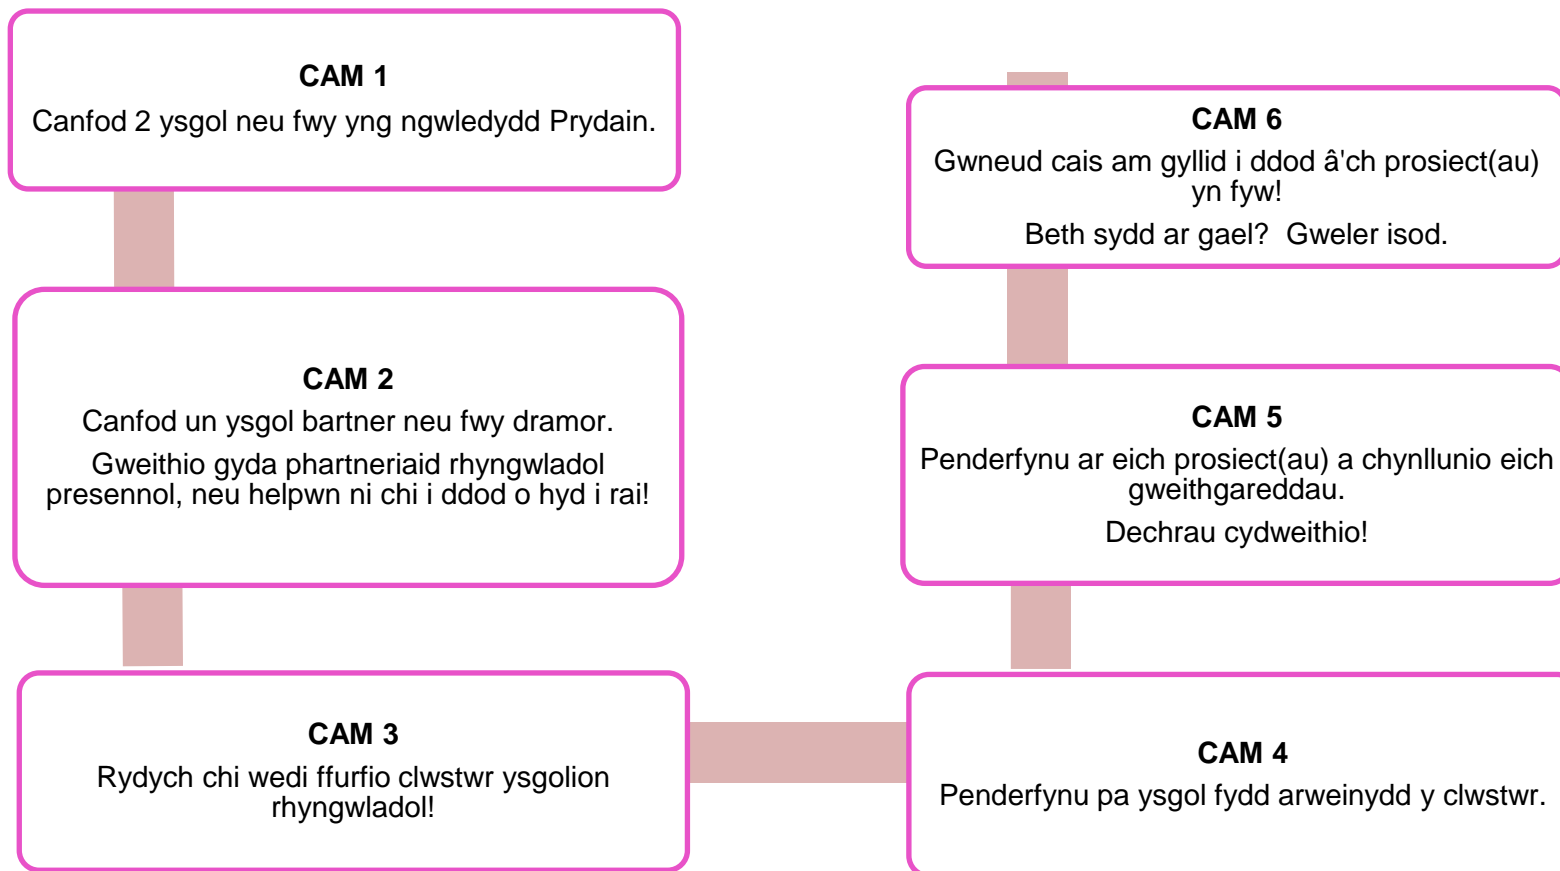 CAM 1
Canfod 2 ysgol neu fwy yng ngwledydd Prydain.
CAM 2
Canfod un ysgol bartner neu fwy dramor.
Gweithio gyda phartneriaid rhyngwladol
presennol, neu helpwn ni chi i ddod o hyd i rai!
CAM 3
Rydych chi wedi ffurfio clwstwr ysgolion
rhyngwladol!
CAM 4
Penderfynu pa ysgol fydd arweinydd y clwstwr.
CAM 5
Penderfynu ar eich prosiect(au) a chynllunio eich
gweithgareddau.
Dechrau cydweithio!
CAM 6
Gwneud cais am gyllid i ddod â'ch prosiect(au)
yn fyw!
Beth sydd ar gael?  Gweler isod.